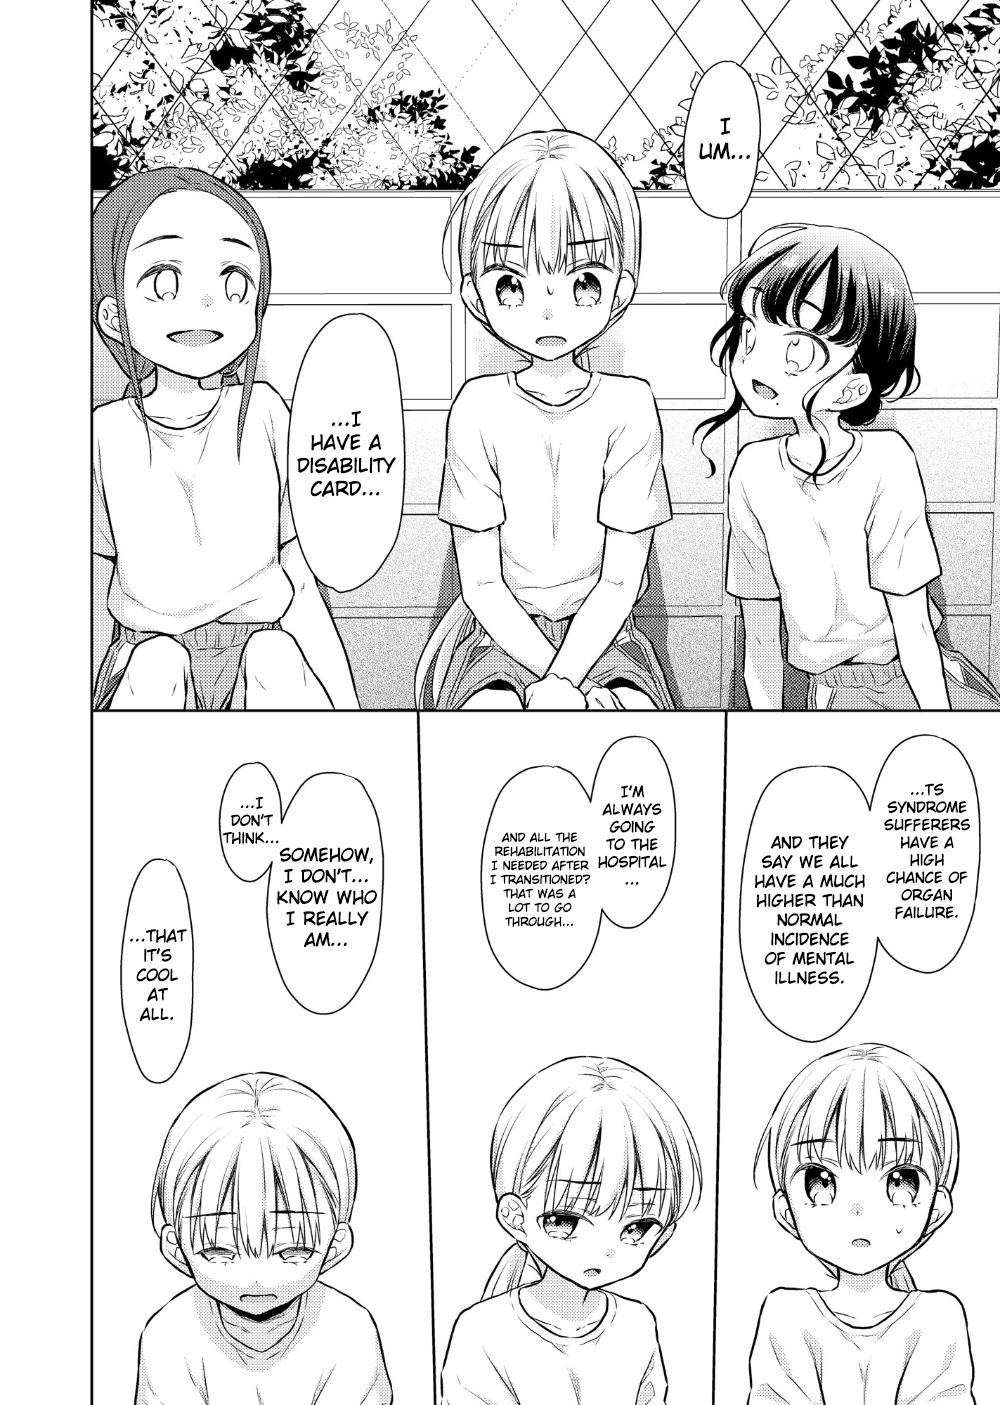 I
UM...
...I
HAVE A
DISABILITY
CARD...
...TS
SYNDROME
SUFFERERS
HAVE A
HIGH
CHANCE OF
ORGAN
FAILURE.
AND THEY
SAY WE ALL
HAVE A MUCH
HIGHER THAN
NORMAL
INCIDENCE
OF MENTAL
ILLNESS.
I'M
ALWAYS
GOING
TO THE
HOSPITAL
...
AND ALL THE
REHABILITATION
I NEEDED AFTER
I TRANSITIONED?
THAT WAS A
LOT TO GO
THROUGH...
...I
DON'T
THINK...
SOMEHOW,
I DON'T...
KNOW WHO
I REALLY
AM...
...THAT
IT'S
COOL
AT
ALL.